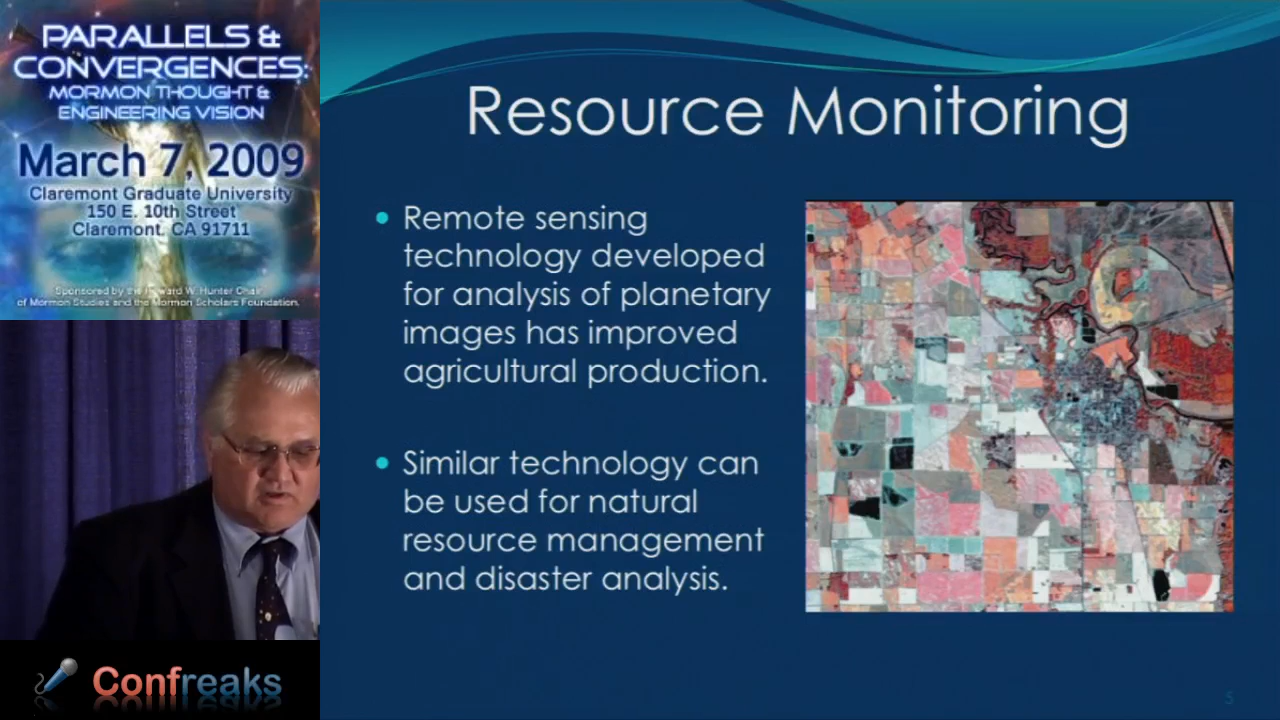 PARALLELS &
CONVERGENCES:
MORMON THOUGHT &
ENGINEERING VISION
March 7, 2009
Claremont Graduate University
150 E. 10th Street
Claremont, CA 91711
Sponsored by the Howard W. Hunter Chair
of Mormon Studies and the Mormon Scholars Foundation.
Confreaks
Resource Monitoring
• Remote sensing
technology developed
for analysis of planetary
images has improved
agricultural production.
• Similar technology can
be used for natural
resource management
and disaster analysis.
5